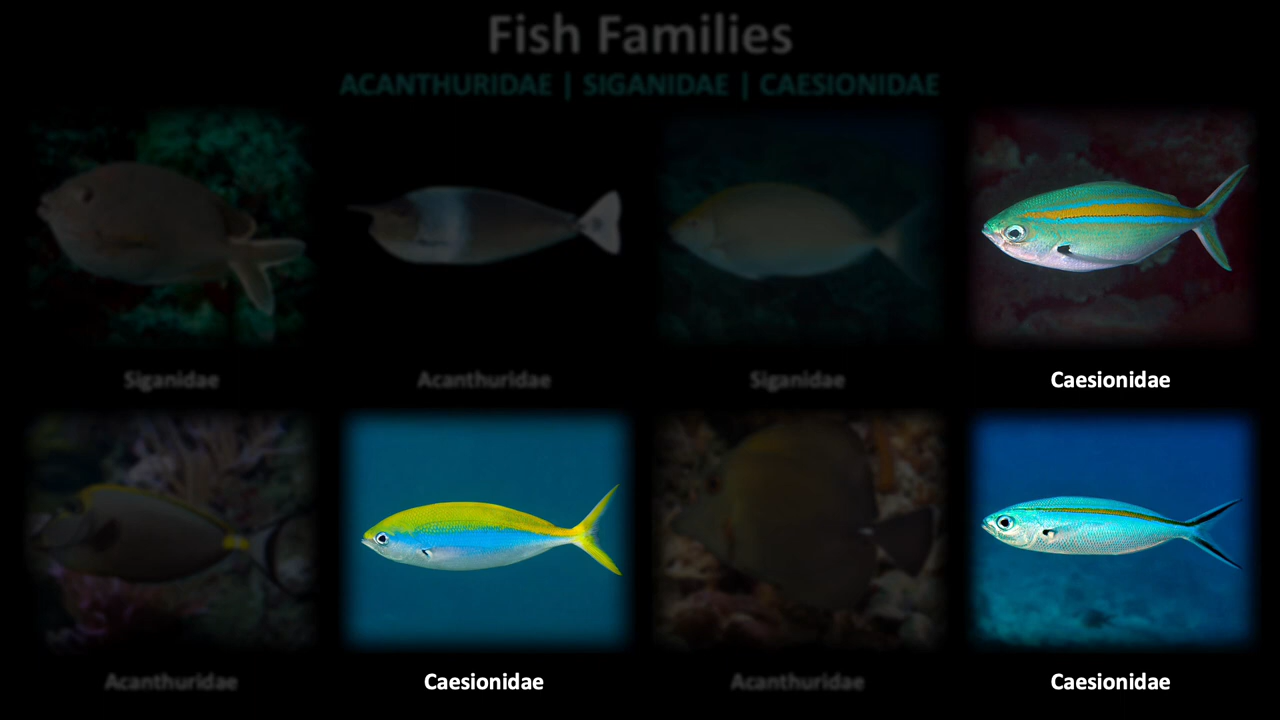 Fish Families
ACANTHURIDAE | SIGANIDAE | CAESIONIDAE
Siganidae
Acanthuridae
Siganidae
Caesionidae
Acanthuridae
Caesionidae
Acanthuridae
Caesionidae